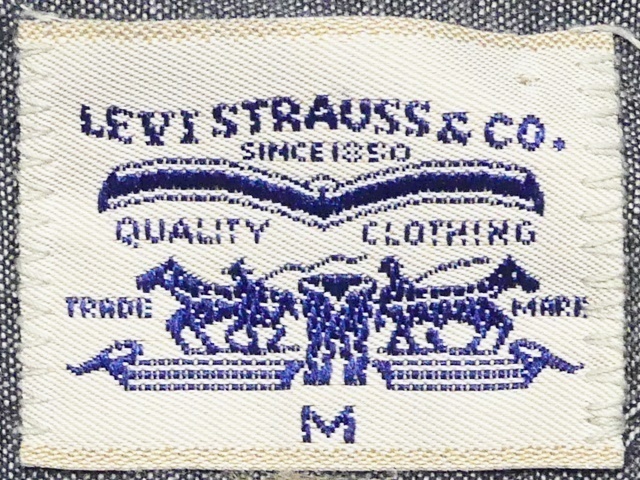 LEVI STRAUSS & CO.
SINCE 1850
QUALITY CLOTHING
TRADE MARK
M